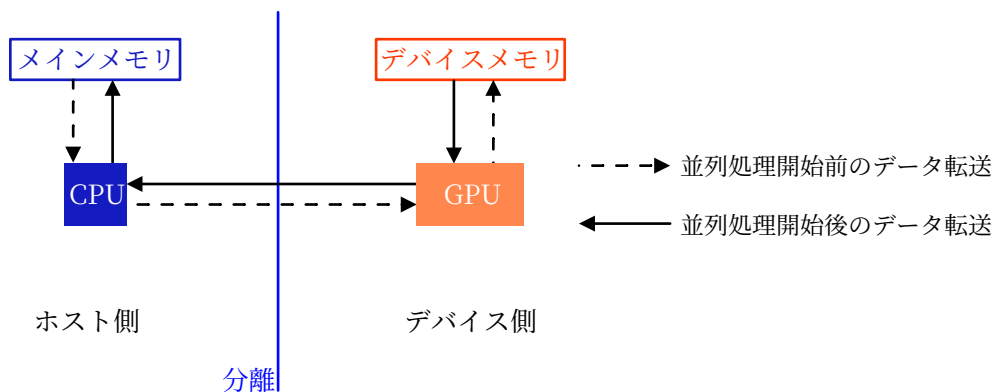 メインメモリ
デバイスメモリ
CPU
GPU
並列処理開始前のデータ転送
並列処理開始後のデータ転送
ホスト側
デバイス側
分離